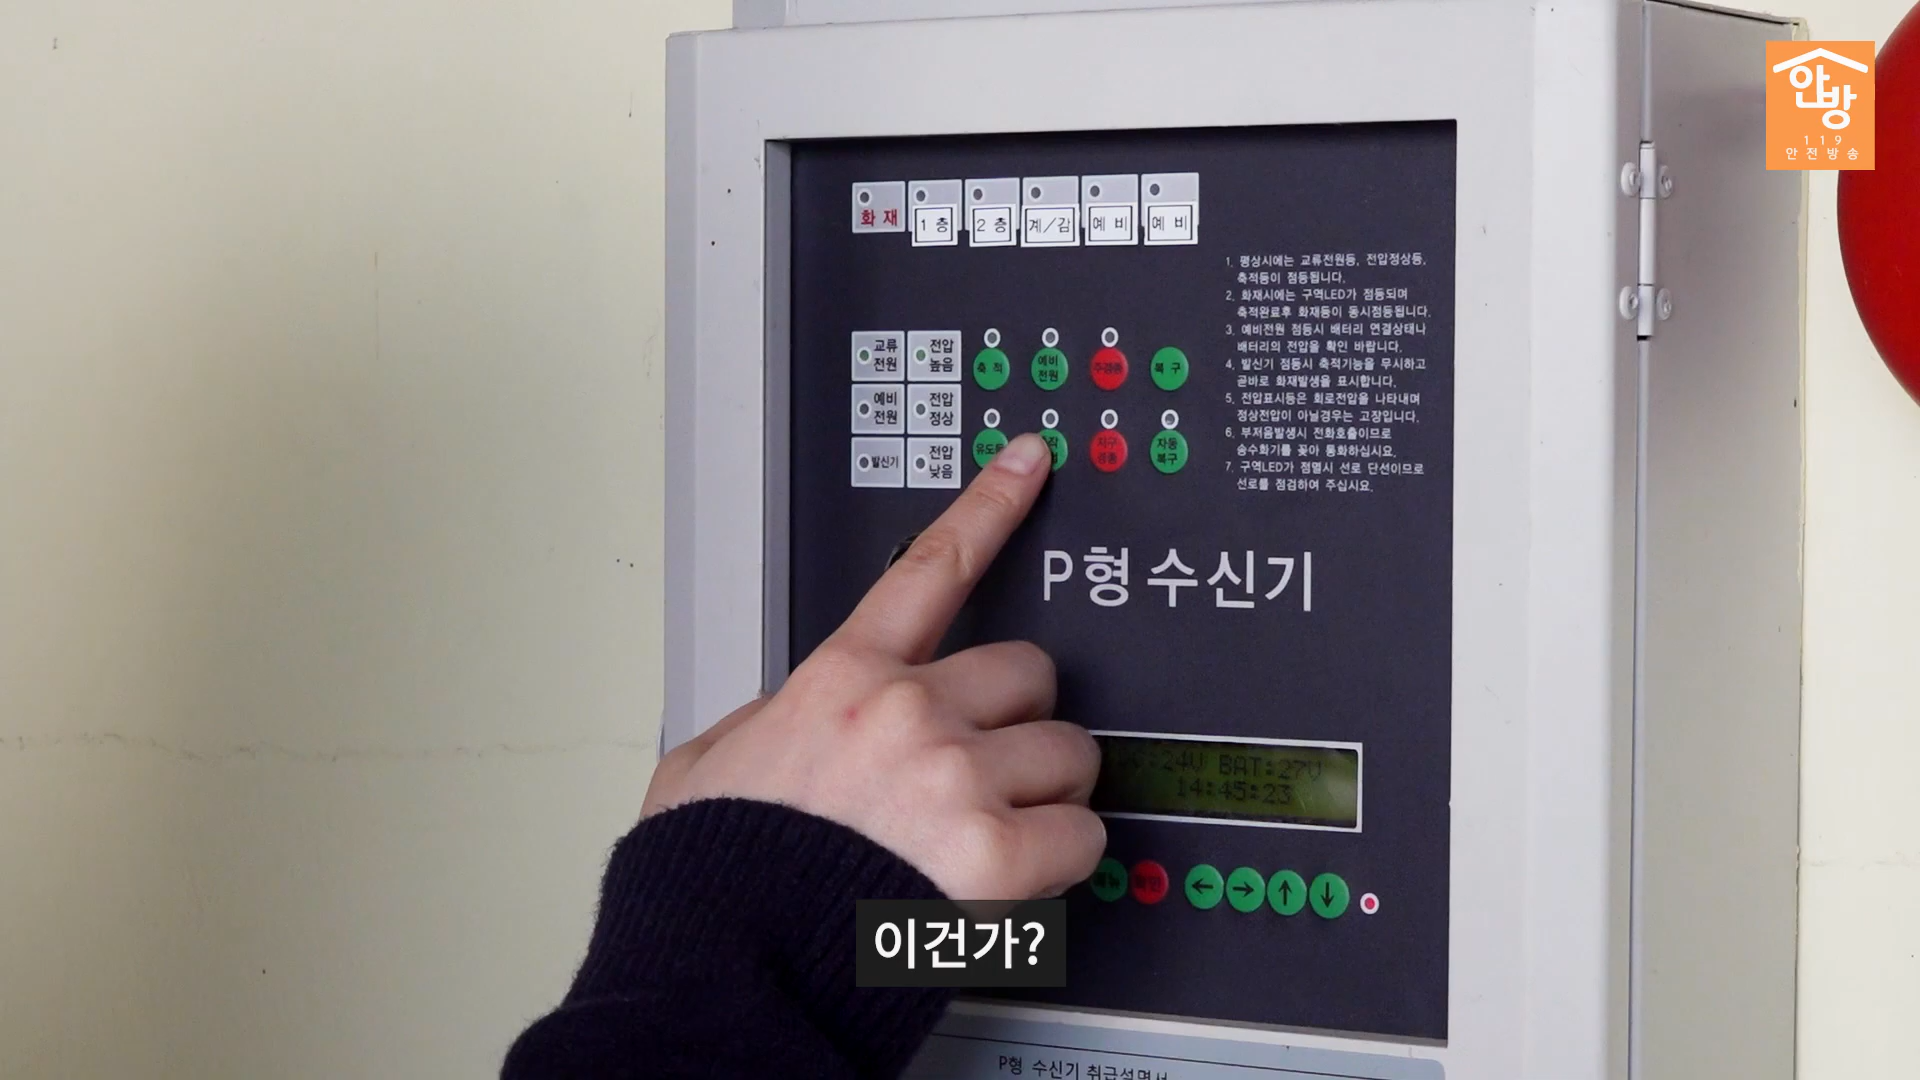 안방
119
안전방송
화재
1층
2층
계/감
예비
예비
1. 평상시에는 교류전원등, 전압정상등,
축적등이 점등됩니다.
2. 화재시에는 구역LED가 점등되며
축적완료후 화재등이 동시점등됩니다.
3. 예비전원 점등시 배터리 연결상태나
배터리의 전압을 확인 바랍니다.
4. 발신기 점등시 축적기능을 무시하고
곧바로 화재발생을 표시합니다.
5. 전압표시등은 회로전압을 나타내며
정상전압이 아닐경우는 고장입니다.
6. 부저음발생시 전화호출이므로
송수화기를 꽂아 통화하십시요.
7. 구역LED가 점멸시 선로 단선이므로
선로를 점검하여 주십시요.
교류
전원
전압
높음
축적
예비
전원
주경종
복구
예비
전원
전압
정상
유도등
지구
경종
자동
복구
발신기
전압
낮음
P형 수신기
:24V BAT:27V
14:45:23
메뉴
확인
← → ↑ ↓
이건가?
P형 수신기 취급설명서